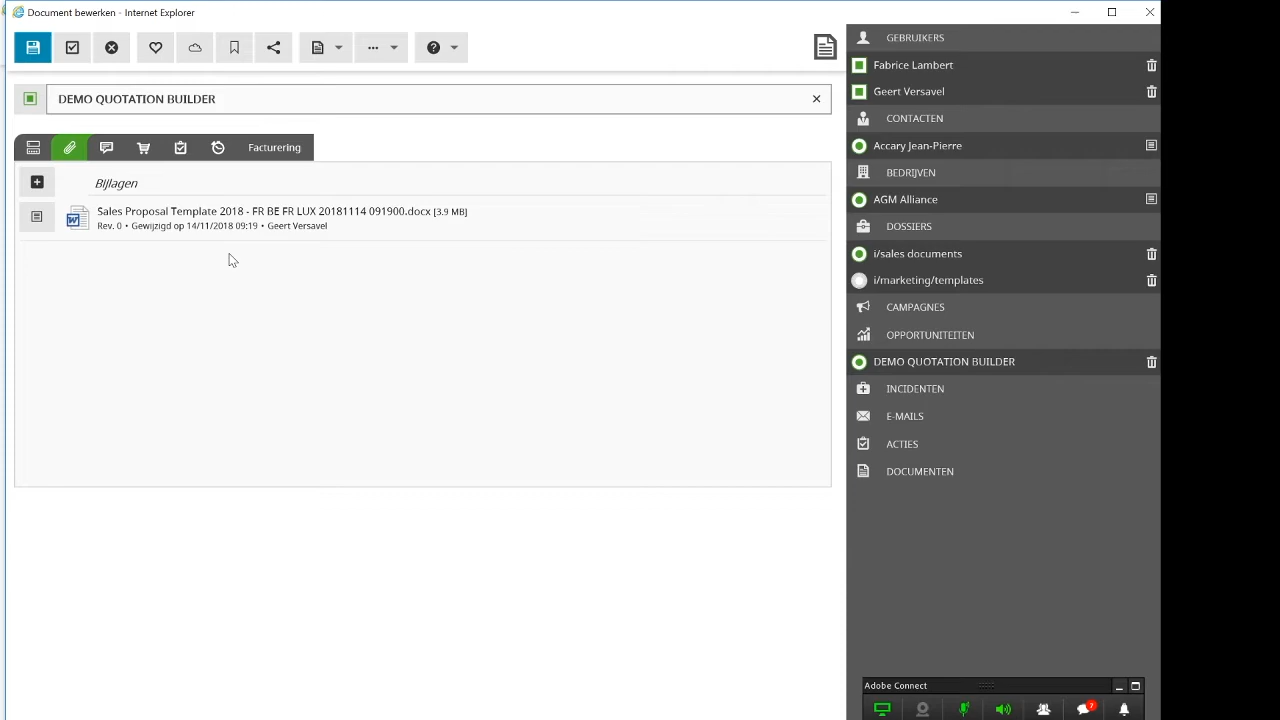 Document bewerken - Internet Explorer
DEMO QUOTATION BUILDER
Facturering
Bijlagen
Sales Proposal Template 2018 - FR BE FR LUX 20181114 091900.docx [3.9 MB]
Rev. 0 • Gewijzigd op 14/11/2018 09:19 • Geert Versavel
GEBRUIKERS
Fabrice Lambert
Geert Versavel
CONTACTEN
Accary Jean-Pierre
BEDRIJVEN
AGM Alliance
DOSSIERS
i/sales documents
i/marketing/templates
CAMPAGNES
OPPORTUNITEITEN
DEMO QUOTATION BUILDER
INCIDENTEN
E-MAILS
ACTIES
DOCUMENTEN
Adobe Connect
7